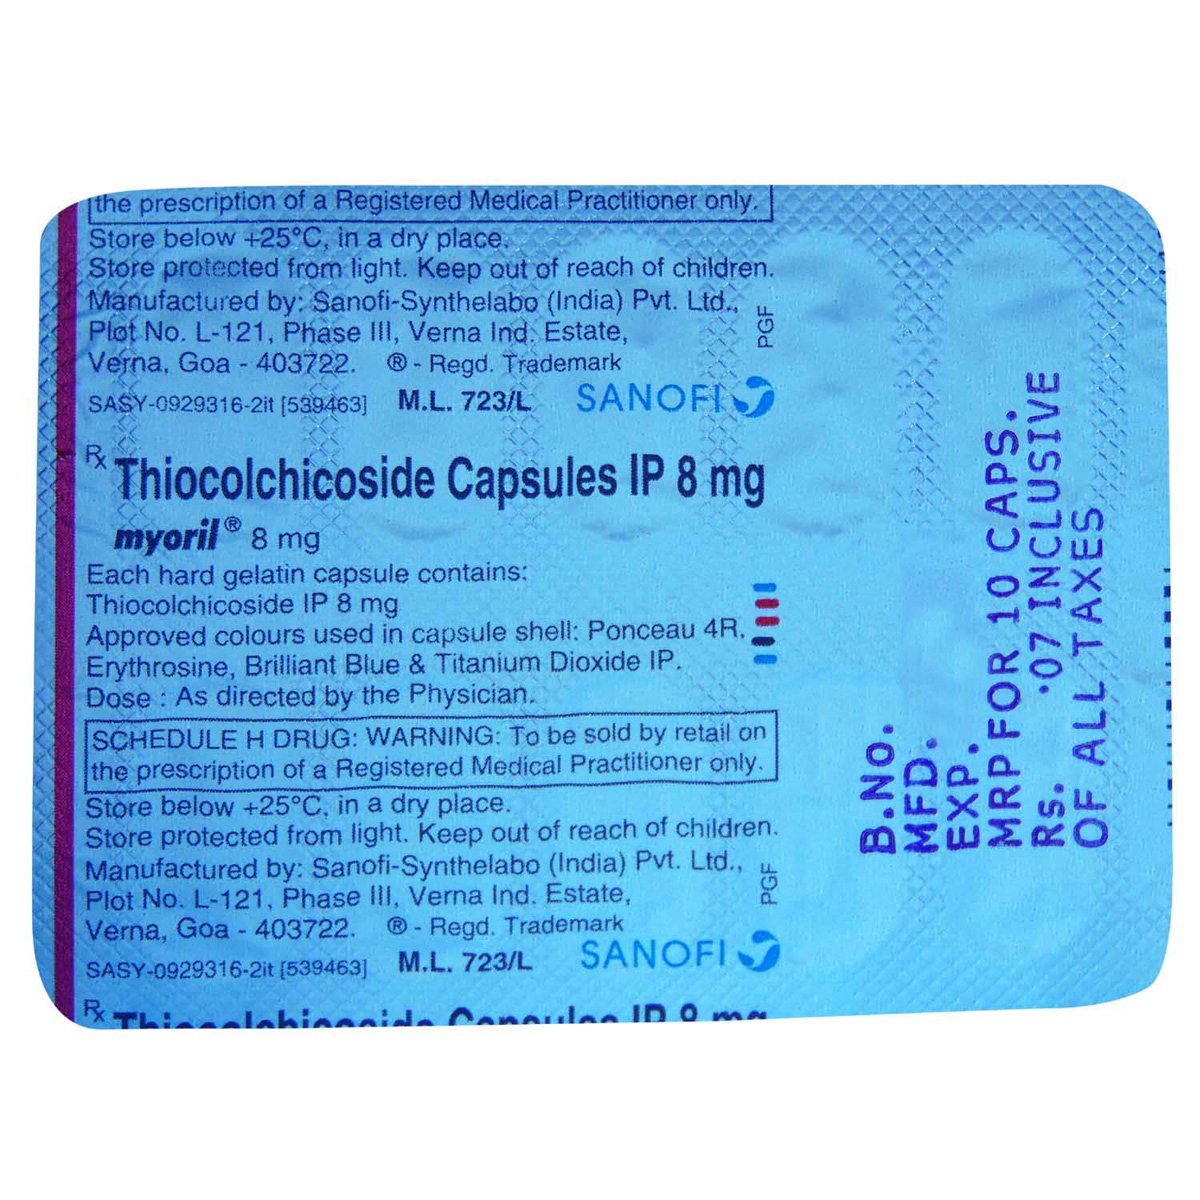 the prescription of a Registered Medical Practitioner only.
Store below +25°C, in a dry place.
Store protected from light. Keep out of reach of children.
Manufactured by: Sanofi-Synthelabo (India) Pvt. Ltd.,
Plot No. L-121, Phase III, Verna Ind. Estate,
Verna, Goa - 403722. ® - Regd. Trademark
PGF
SASY-0929316-2it [539463] M.L. 723/L SANOFI
Rx Thiocolchicoside Capsules IP 8 mg
myoril® 8 mg
Each hard gelatin capsule contains:
Thiocolchicoside IP 8 mg
Approved colours used in capsule shell: Ponceau 4R,
Erythrosine, Brilliant Blue & Titanium Dioxide IP.
Dose : As directed by the Physician.
SCHEDULE H DRUG: WARNING: To be sold by retail on
the prescription of a Registered Medical Practitioner only.
Store below +25°C, in a dry place.
Store protected from light. Keep out of reach of children.
Manufactured by: Sanofi-Synthelabo (India) Pvt. Ltd.,
Plot No. L-121, Phase III, Verna Ind. Estate,
Verna, Goa - 403722. ® - Regd. Trademark
PGF
SASY-0929316-2it [539463] M.L. 723/L SANOFI
Rx Thiocolchicoside Capsules IP 8 mg
B.No.
MFD.
EXP.
MRP FOR 10 CAPS.
Rs. .07 INCLUSIVE
OF ALL TAXES